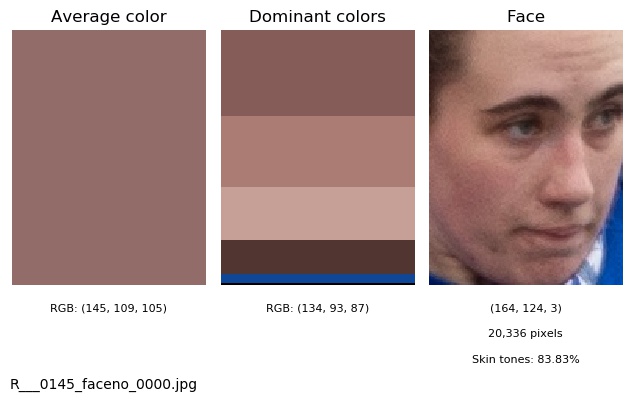 Average color
Dominant colors
Face
RGB: (145, 109, 105)
RGB: (134, 93, 87)
(164, 124, 3)
20,336 pixels
Skin tones: 83.83%
R___0145_faceno_0000.jpg